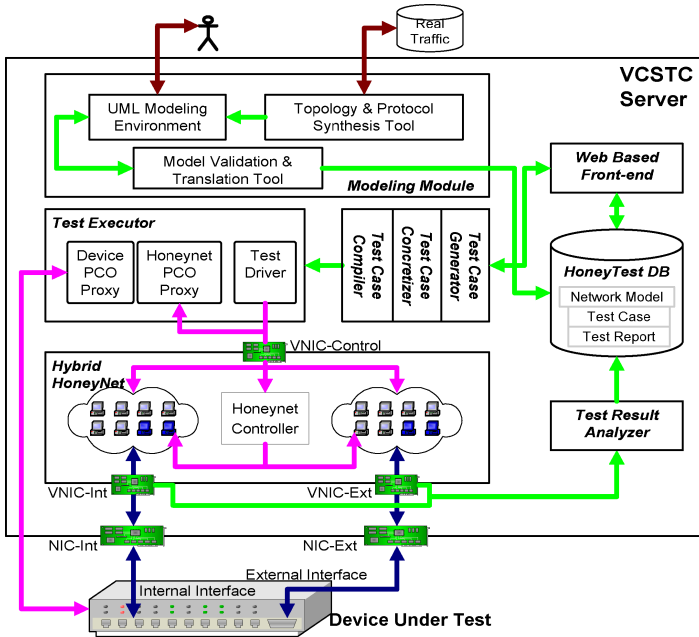 Real
Traffic
VCSTC
Server
UML Modeling
Environment
Topology & Protocol
Synthesis Tool
Model Validation &
Translation Tool
Modeling Module
Web Based
Front-end
Test Executor
Device
PCO
Proxy
Honeynet
PCO
Proxy
Test
Driver
Test Case
Compiler
Test Case
Concretizer
Test Case
Generator
HoneyTest DB
Network Model
Test Case
Test Report
VNIC-Control
Hybrid
HoneyNet
Honeynet
Controller
Test Result
Analyzer
VNIC-Int
VNIC-Ext
NIC-Int
NIC-Ext
External Interface
Internal Interface
Device Under Test